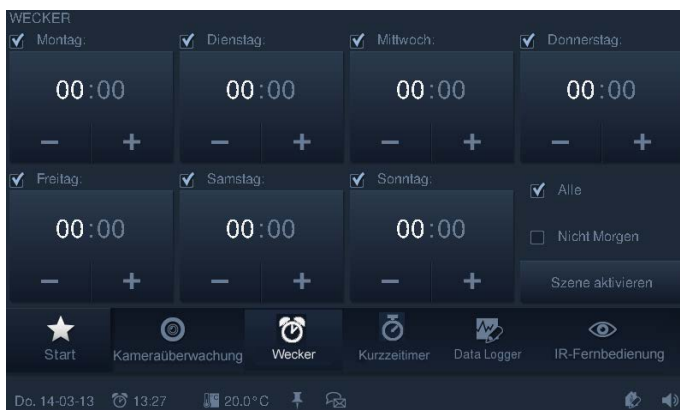 WECKER
Montag: Dienstag: Mittwoch: Donnerstag:
00:00 00:00 00:00 00:00
− + − + − + − +
Freitag: Samstag: Sonntag:
Alle
00:00 00:00 00:00
Nicht Morgen
− + − + − +
Szene aktivieren
Start Kameraüberwachung Wecker Kurzzeitimer Data Logger IR-Fernbedienung
Do. 14-03-13 13:27 20.0°C